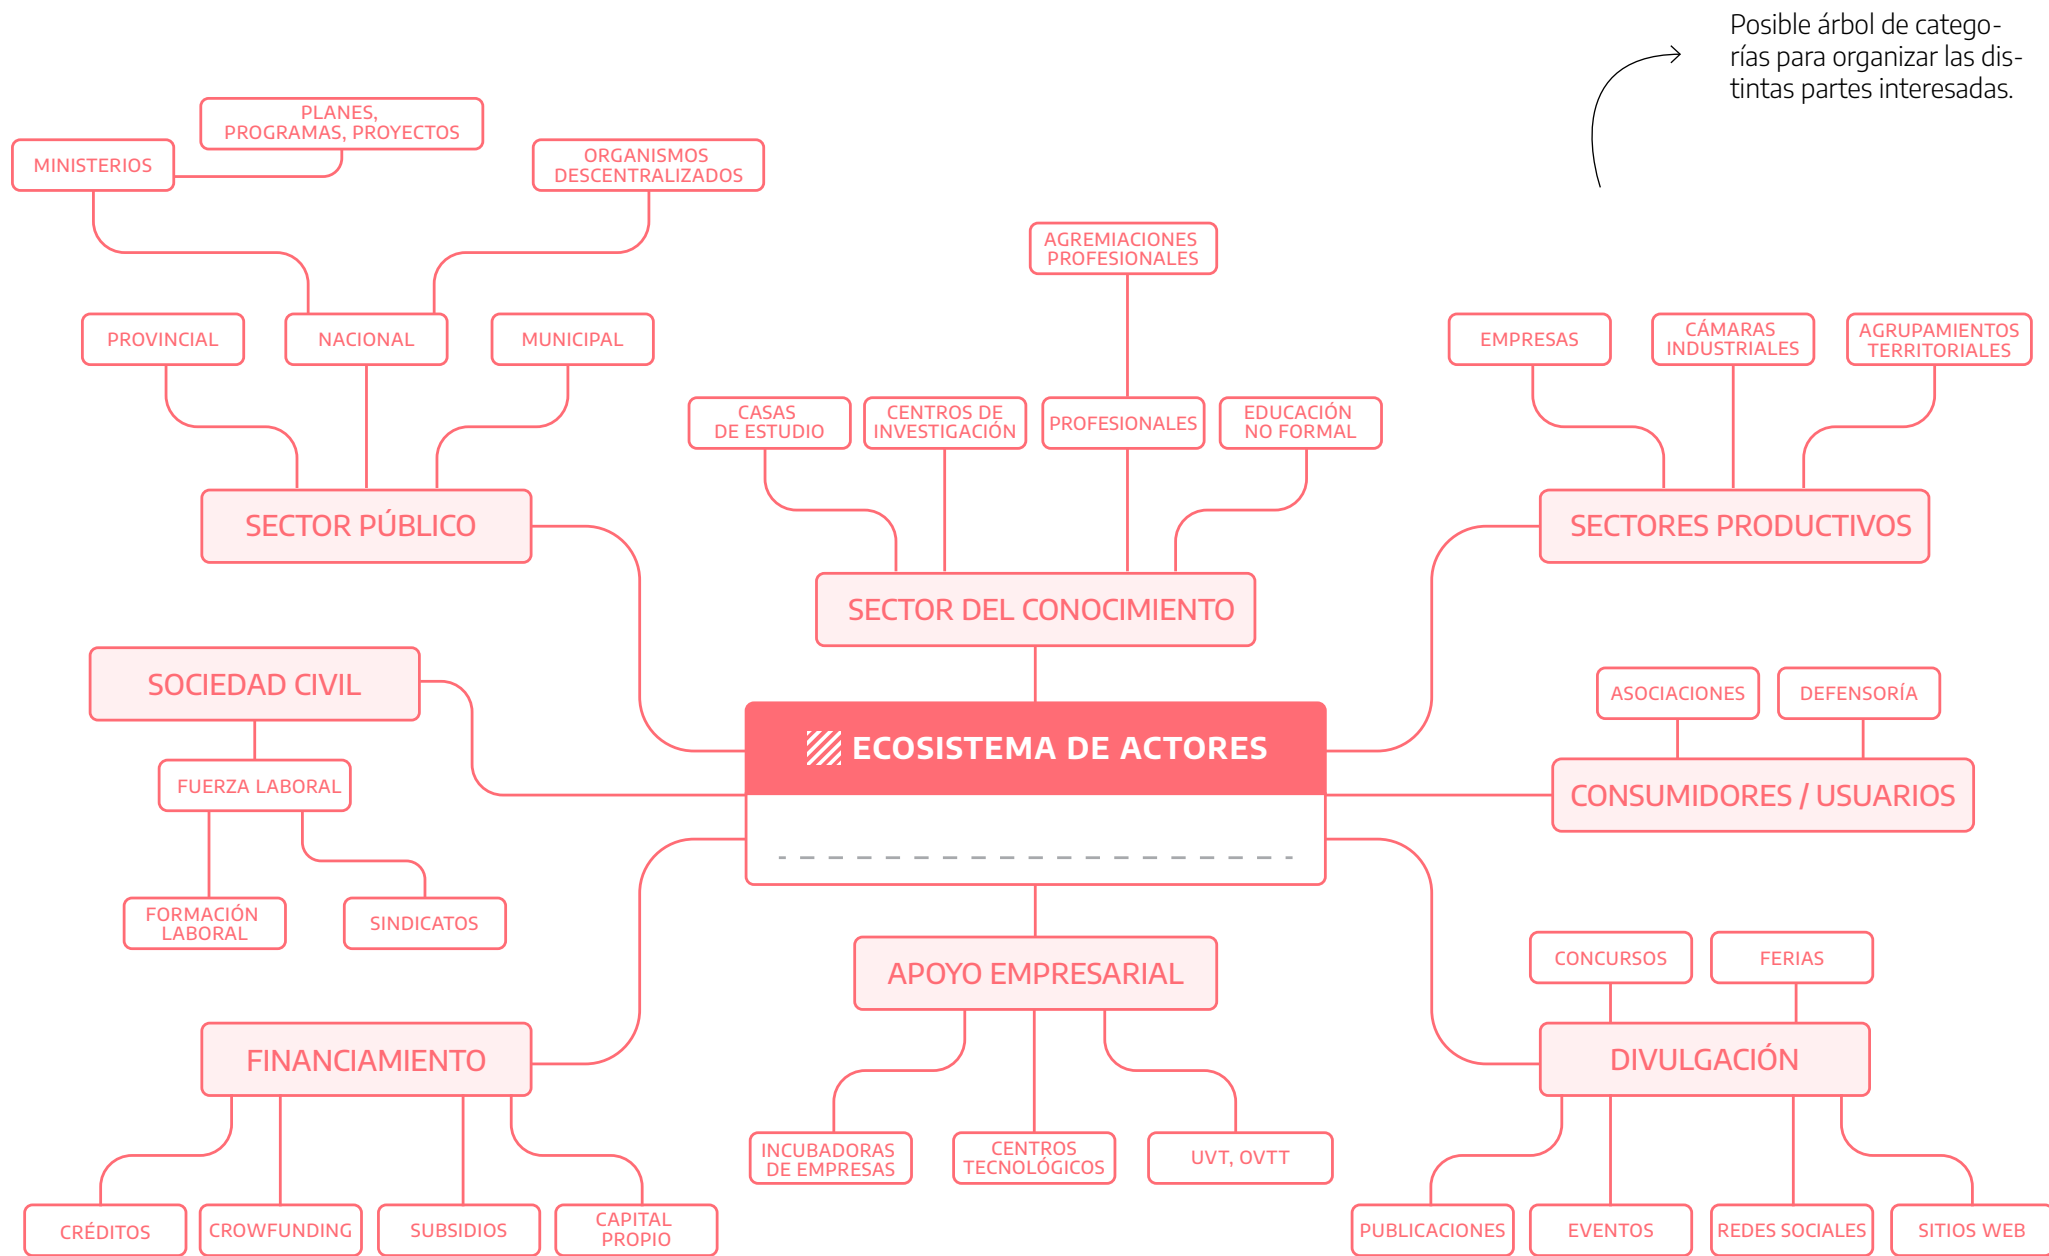 Posible árbol de catego-
rías para organizar las dis-
tintas partes interesadas.
PLANES,
PROGRAMAS, PROYECTOS
MINISTERIOS
ORGANISMOS
DESCENTRALIZADOS
PROVINCIAL
NACIONAL
MUNICIPAL
SECTOR PÚBLICO
AGREMIACIONES
PROFESIONALES
CASAS
DE ESTUDIO
CENTROS DE
INVESTIGACIÓN
PROFESIONALES
EDUCACIÓN
NO FORMAL
SECTOR DEL CONOCIMIENTO
EMPRESAS
CÁMARAS
INDUSTRIALES
AGRUPAMIENTOS
TERRITORIALES
SECTORES PRODUCTIVOS
SOCIEDAD CIVIL
FUERZA LABORAL
FORMACIÓN
LABORAL
SINDICATOS
ECOSISTEMA DE ACTORES
ASOCIACIONES
DEFENSORÍA
CONSUMIDORES / USUARIOS
FINANCIAMIENTO
CRÉDITOS
CROWFUNDING
SUBSIDIOS
CAPITAL
PROPIO
APOYO EMPRESARIAL
INCUBADORAS
DE EMPRESAS
CENTROS
TECNOLÓGICOS
UVT, OVTT
CONCURSOS
FERIAS
DIVULGACIÓN
PUBLICACIONES
EVENTOS
REDES SOCIALES
SITIOS WEB